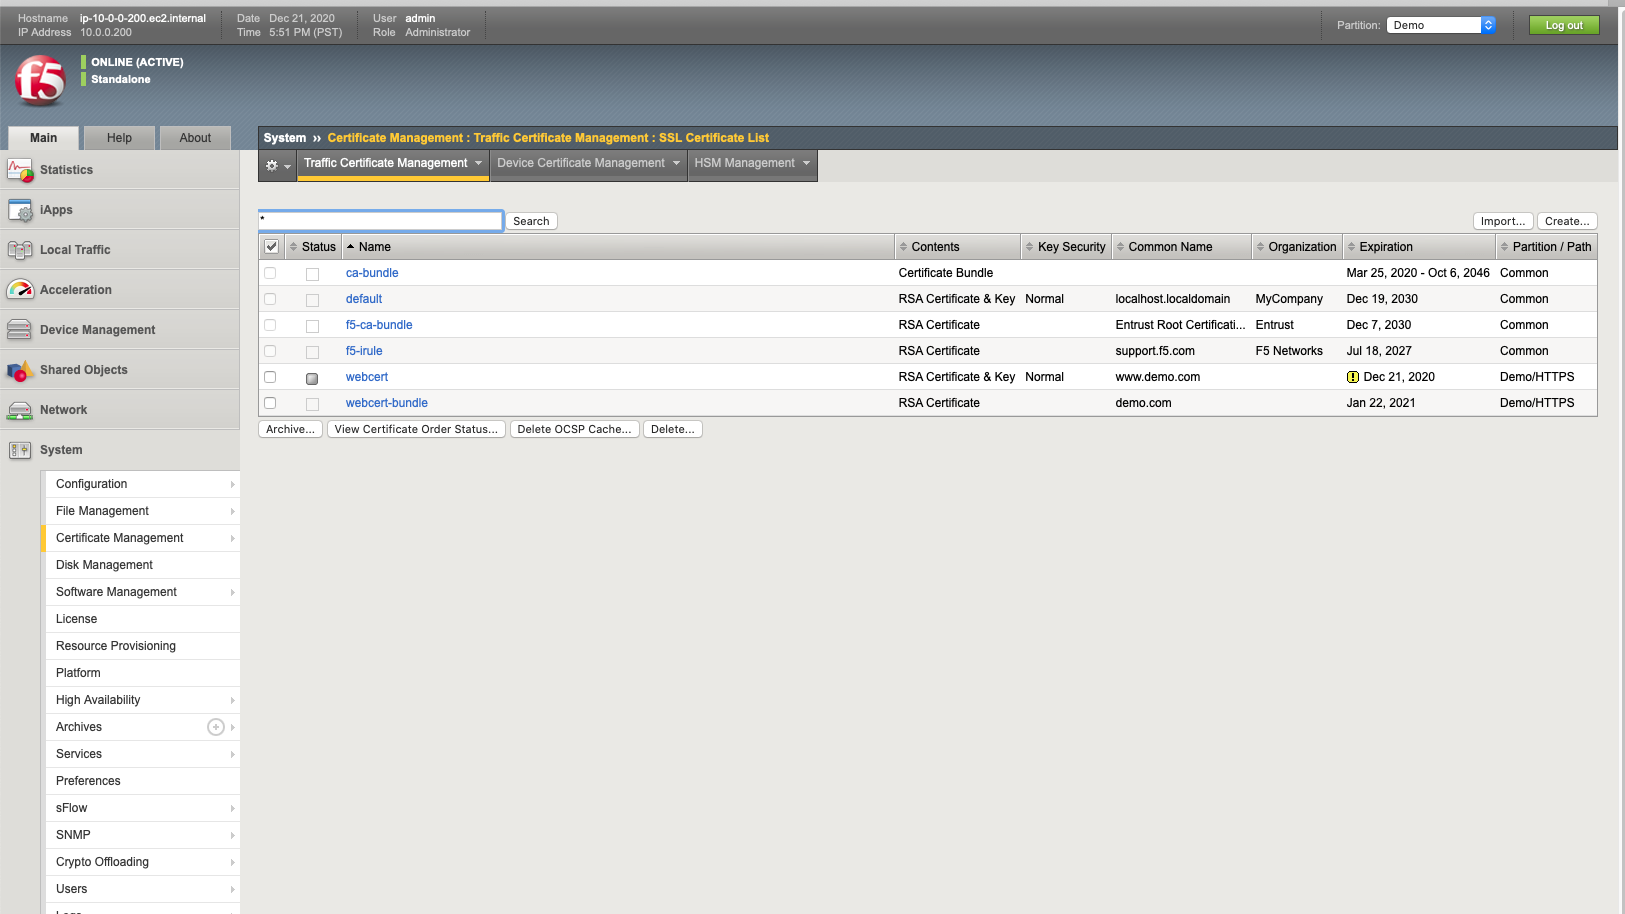 Hostname ip-10-0-0-200.ec2.internal
IP Address 10.0.0.200
Date Dec 21, 2020
Time 5:51 PM (PST)
User admin
Role Administrator
Partition: Demo
Log out
f5
ONLINE (ACTIVE)
Standalone
Main Help About
System ›› Certificate Management : Traffic Certificate Management : SSL Certificate List
Traffic Certificate Management Device Certificate Management HSM Management
Statistics
iApps
Local Traffic
Acceleration
Device Management
Shared Objects
Network
System
Configuration
File Management
Certificate Management
Disk Management
Software Management
License
Resource Provisioning
Platform
High Availability
Archives
Services
Preferences
sFlow
SNMP
Crypto Offloading
Users
* Search Import... Create...
Status Name Contents Key Security Common Name Organization Expiration Partition / Path
ca-bundle Certificate Bundle Mar 25, 2020 - Oct 6, 2046 Common
default RSA Certificate & Key Normal localhost.localdomain MyCompany Dec 19, 2030 Common
f5-ca-bundle RSA Certificate Entrust Root Certificati... Entrust Dec 7, 2030 Common
f5-irule RSA Certificate support.f5.com F5 Networks Jul 18, 2027 Common
webcert RSA Certificate & Key Normal www.demo.com ! Dec 21, 2020 Demo/HTTPS
webcert-bundle RSA Certificate demo.com Jan 22, 2021 Demo/HTTPS
Archive... View Certificate Order Status... Delete OCSP Cache... Delete...